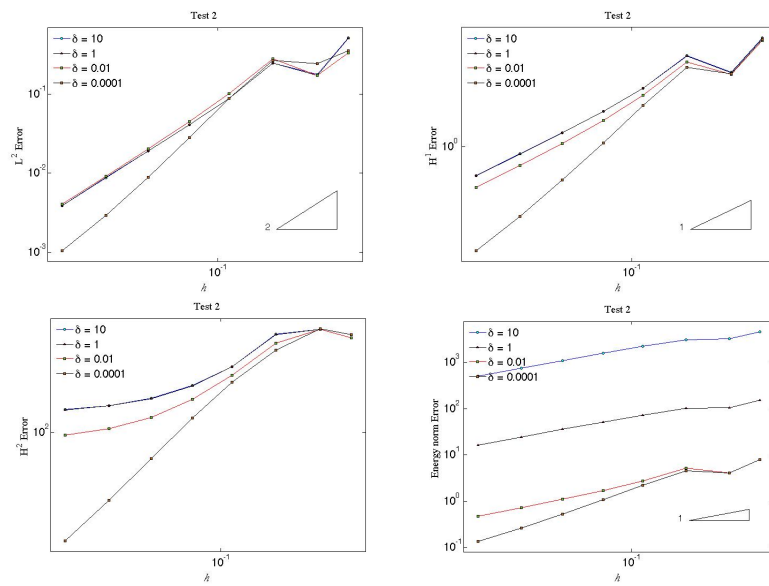 Test 2
δ = 10
δ = 1
δ = 0.01
δ = 0.0001
10⁻¹
10⁻²
10⁻³
L² Error
2
10⁻¹
h
Test 2
δ = 10
δ = 1
δ = 0.01
δ = 0.0001
10⁰
H¹ Error
1
10⁻¹
h
Test 2
δ = 10
δ = 1
δ = 0.01
δ = 0.0001
10²
H² Error
10⁻¹
h
Test 2
δ = 10
δ = 1
δ = 0.01
δ = 0.0001
10³
10²
10¹
10⁰
10⁻¹
Energy norm Error
1
10⁻¹
h